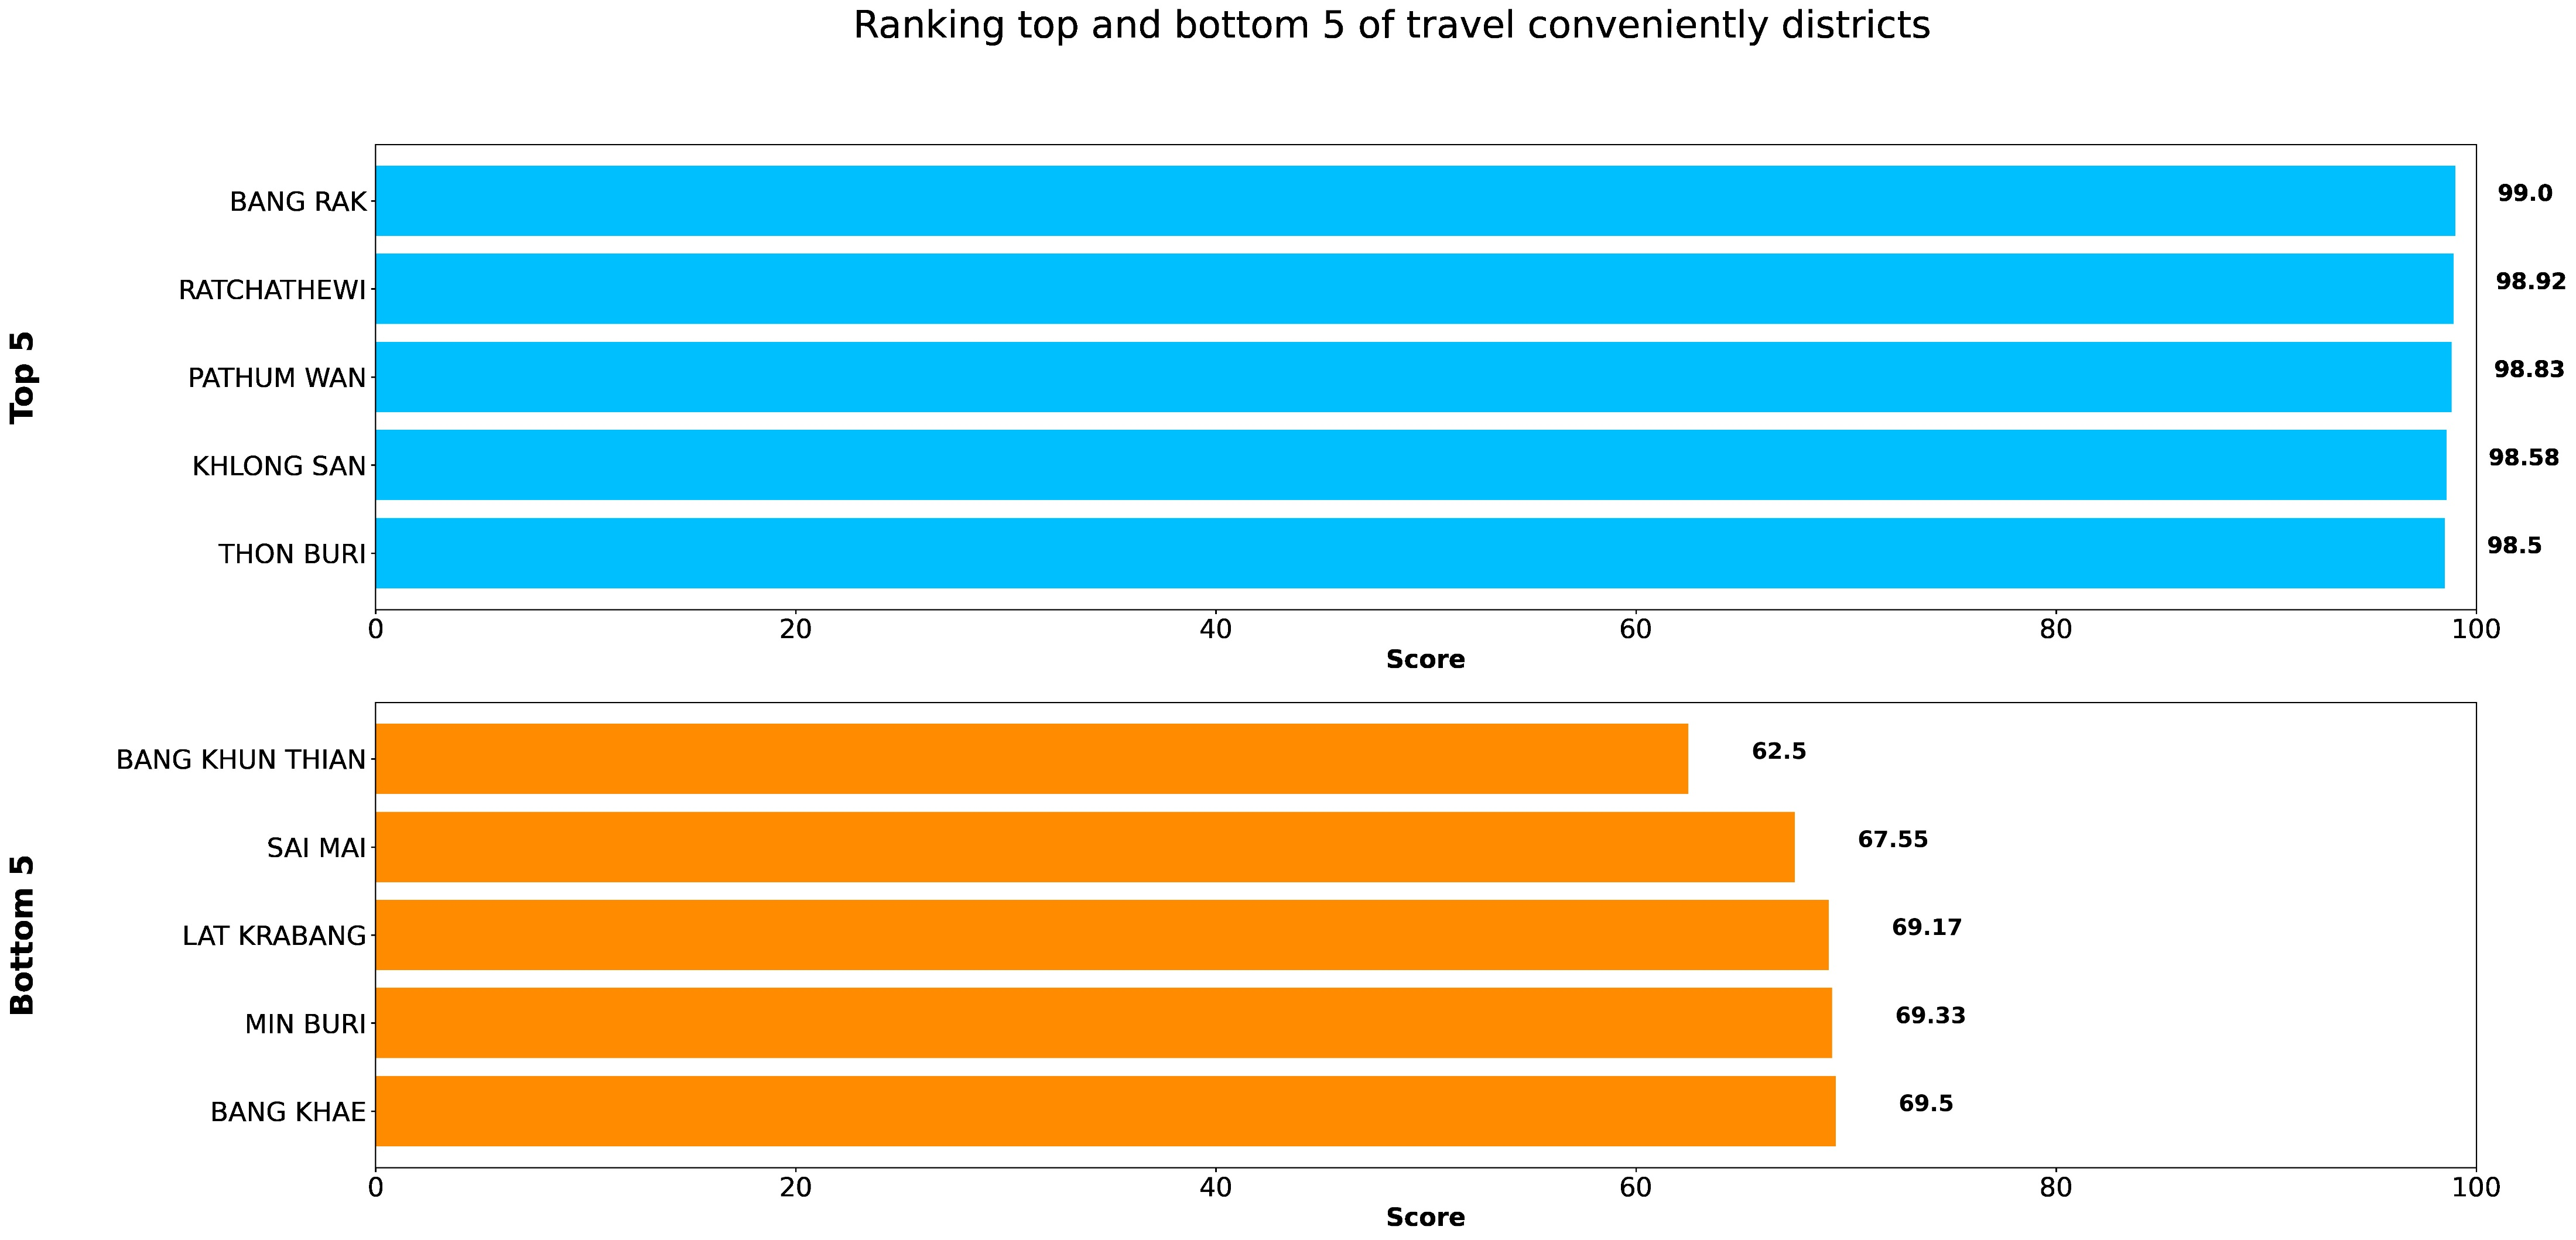 Ranking top and bottom 5 of travel conveniently districts
Top 5
BANG RAK 99.0
RATCHATHEWI 98.92
PATHUM WAN 98.83
KHLONG SAN 98.58
THON BURI 98.5
0 20 40 60 80 100
Score
Bottom 5
BANG KHUN THIAN 62.5
SAI MAI 67.55
LAT KRABANG 69.17
MIN BURI 69.33
BANG KHAE 69.5
0 20 40 60 80 100
Score